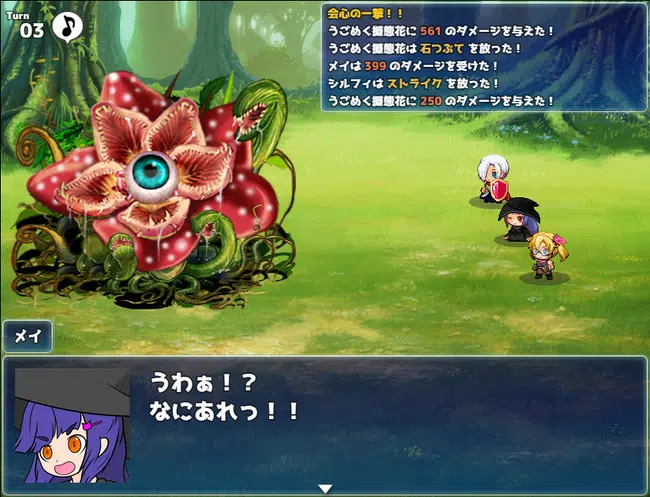 Turn
03
会心の一撃！！
うごめく擬態花に 561 のダメージを与えた！
うごめく擬態花は 石つぶて を放った！
メイは 399 のダメージを受けた！
シルフィは ストライク を放った！
うごめく擬態花に 250 のダメージを与えた！
メイ
うわぁ！？
なにあれっ！！